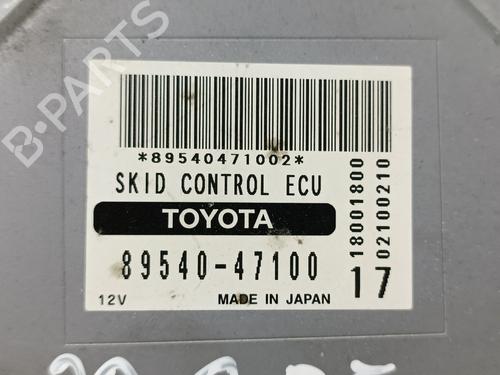 B-PARTS
*89540471002*
SKID CONTROL ECU
TOYOTA
89540-47100
17
12V
MADE IN JAPAN
18001800
02100210